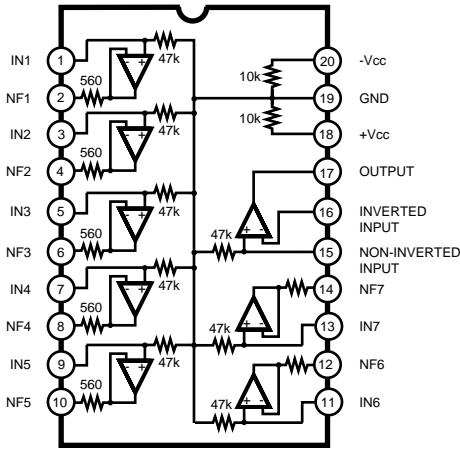 IN1 1 560 - + 47k
NF1 2
IN2 3 560 - + 47k
NF2 4
IN3 5 560 - + 47k
NF3 6
IN4 7 560 - + 47k
NF4 8
IN5 9 560 - + 47k
NF5 10
10k 20 -Vcc
19 GND
10k 18 +Vcc
17 OUTPUT
16 INVERTED
INPUT
47k + - 15 NON-INVERTED
INPUT
14 NF7
47k + - 13 IN7
12 NF6
47k + - 11 IN6